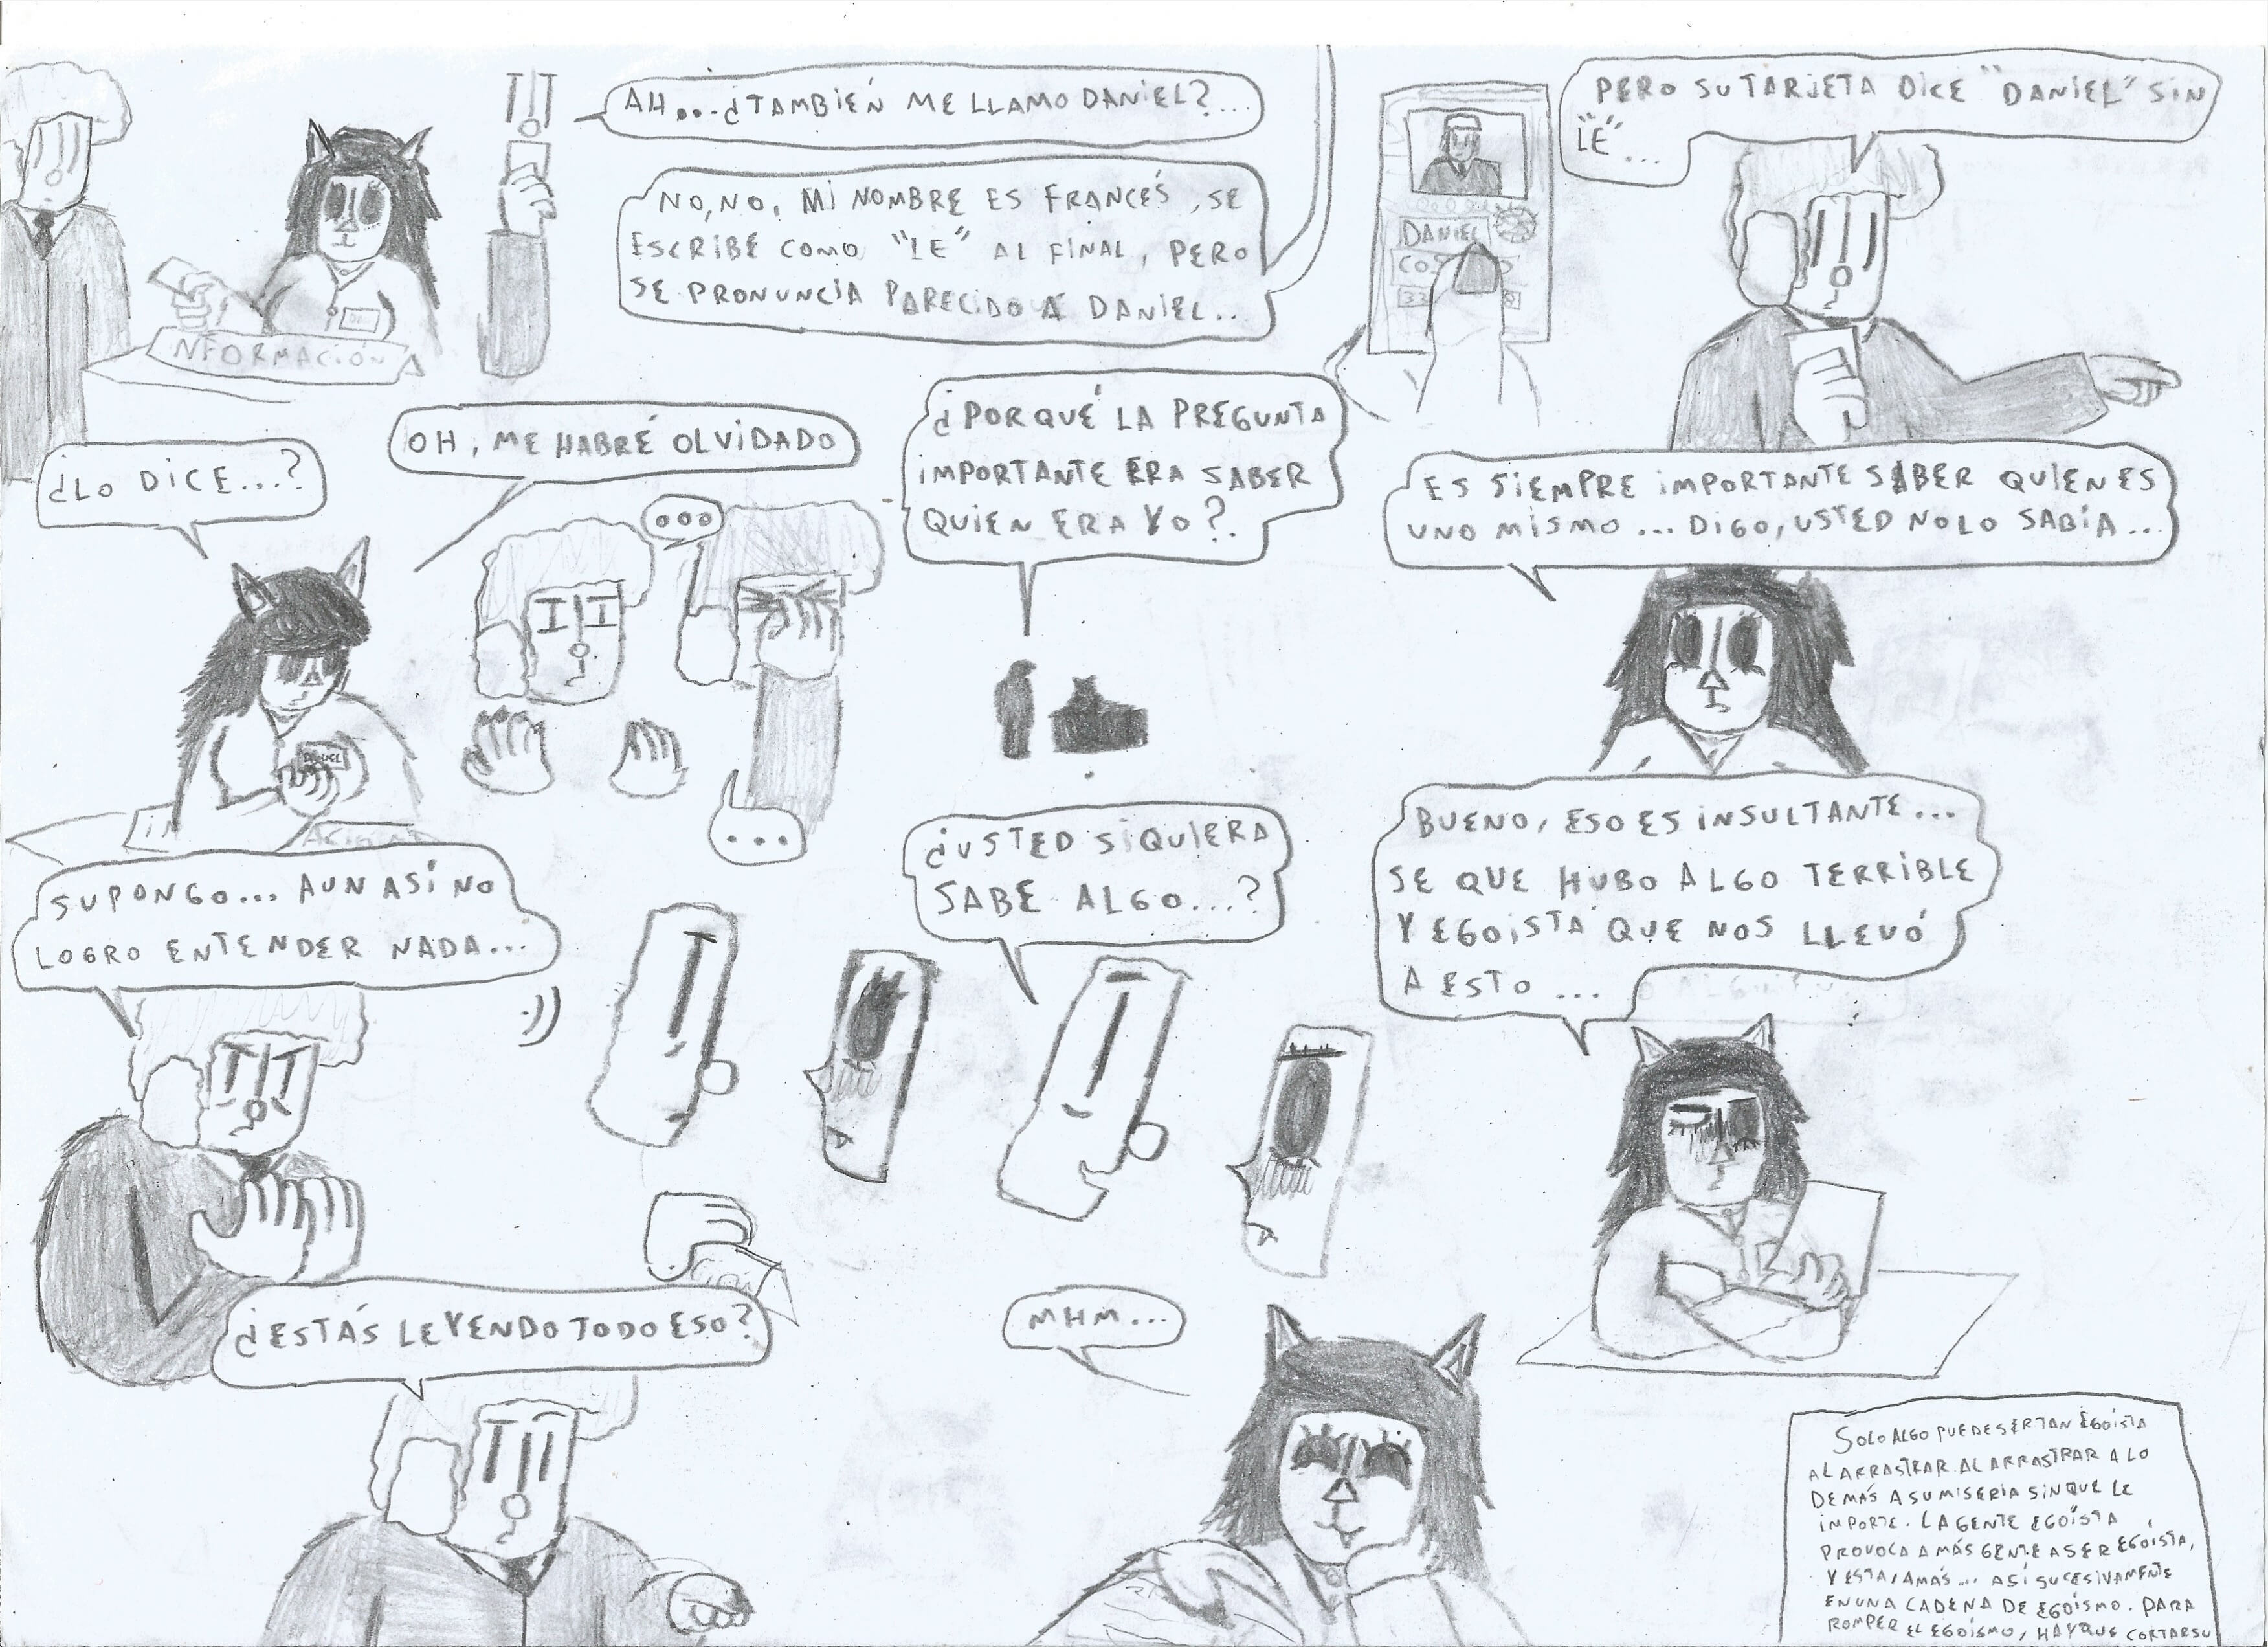 INFORMACIÓN
AH...¿TAMBIÉN ME LLAMO DANIEL?...
NO, NO, MI NOMBRE ES FRANCÉS, SE
ESCRIBE COMO "LE" AL FINAL, PERO
SE PRONUNCIA PARECIDO A DANIEL..
DANIEL
PERO SU TARJETA DICE "DANIEL" SIN
"LE"...
¿LO DICE...?
OH, ME HABRÉ OLVIDADO
...
...
¿PORQUÉ LA PREGUNTA
IMPORTANTE ERA SABER
QUIEN ERA YO?.
ES SIEMPRE IMPORTANTE SABER QUIEN ES
UNO MISMO... DIGO, USTED NO LO SABÍA...
SUPONGO... AUN ASÍ NO
LOGRO ENTENDER NADA...
¿USTED SIQUIERA
SABE ALGO...?
BUENO, ESO ES INSULTANTE...
SE QUE HUBO ALGO TERRIBLE
Y EGOISTA QUE NOS LLEVÓ
A ESTO...
¿ESTÁS LEYENDO TODO ESO?
MHM...
SOLO ALGO PUEDE SER TAN EGOISTA
AL ARRASTRAR AL ARRASTRAR A LO
DEMÁS A SU MISERIA SIN QUE LE
IMPORTE. LA GENTE EGOÍSTA
PROVOCA A MÁS GENTE A SER EGOÍSTA,
Y ESTA, A MÁS... ASÍ SUCESIVAMENTE
EN UNA CADENA DE EGOÍSMO. PARA
ROMPER EL EGOÍSMO, HAY QUE CORTAR SU